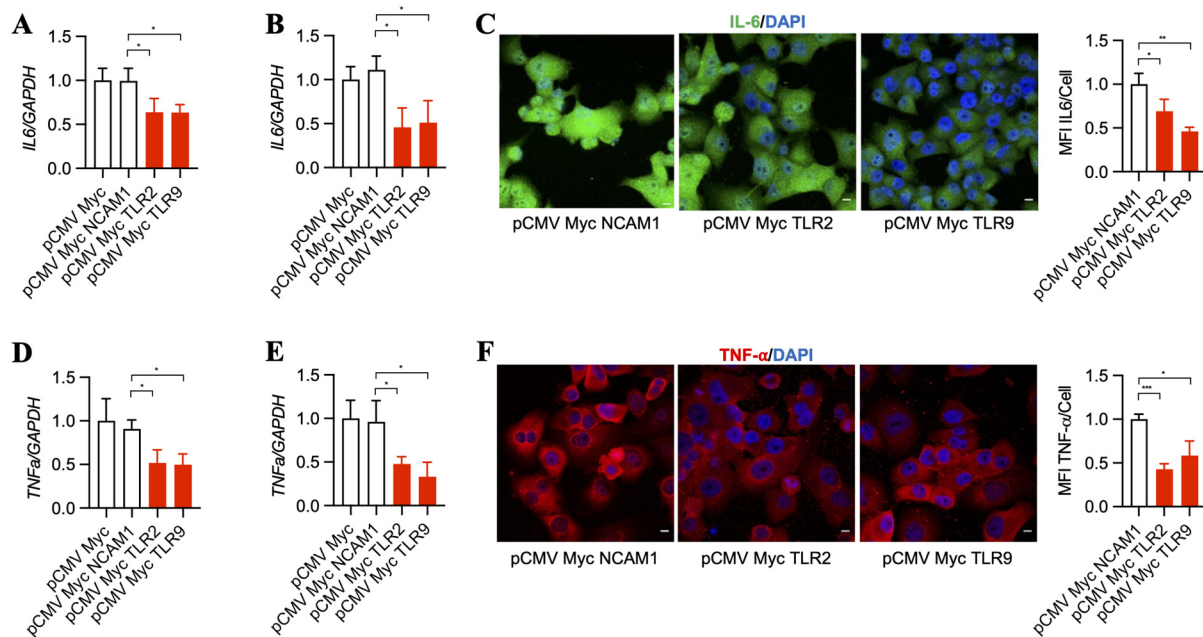 A
IL6/GAPDH
1.5
1.0
0.5
0.0
*
*
pCMV Myc
pCMV Myc NCAM1
pCMV Myc TLR2
pCMV Myc TLR9
B
IL6/GAPDH
1.5
1.0
0.5
0.0
*
*
pCMV Myc
pCMV Myc NCAM1
pCMV Myc TLR2
pCMV Myc TLR9
C
IL-6/DAPI
pCMV Myc NCAM1
pCMV Myc TLR2
pCMV Myc TLR9
MFI IL6/Cell
1.5
1.0
0.5
0.0
**
*
pCMV Myc NCAM1
pCMV Myc TLR2
pCMV Myc TLR9
D
TNFa/GAPDH
1.5
1.0
0.5
0.0
*
*
pCMV Myc
pCMV Myc NCAM1
pCMV Myc TLR2
pCMV Myc TLR9
E
TNFa/GAPDH
1.5
1.0
0.5
0.0
*
*
pCMV Myc
pCMV Myc NCAM1
pCMV Myc TLR2
pCMV Myc TLR9
F
TNF-α/DAPI
pCMV Myc NCAM1
pCMV Myc TLR2
pCMV Myc TLR9
MFI TNF-α/Cell
1.5
1.0
0.5
0.0
*
***
pCMV Myc NCAM1
pCMV Myc TLR2
pCMV Myc TLR9